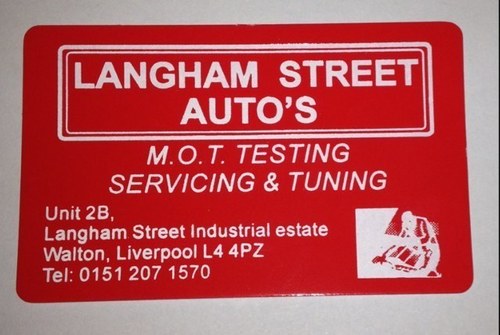 LANGHAM STREET
AUTO'S
M.O.T. TESTING
SERVICING & TUNING
Unit 2B,
Langham Street Industrial estate
Walton, Liverpool L4 4PZ
Tel: 0151 207 1570